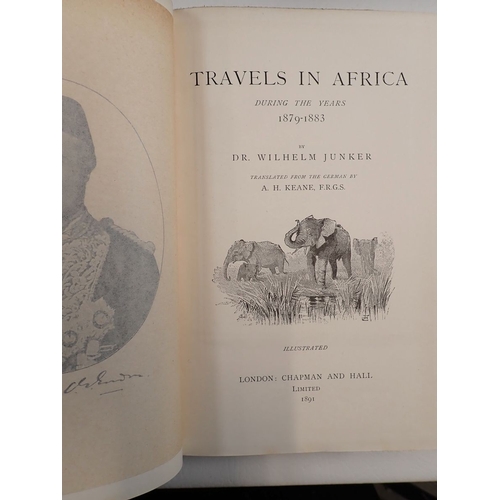 TRAVELS IN AFRICA
DURING THE YEARS
1879-1883
BY
DR. WILHELM JUNKER
TRANSLATED FROM THE GERMAN BY
A. H. KEANE, F.R.G.S.
ILLUSTRATED
LONDON: CHAPMAN AND HALL
LIMITED
1891